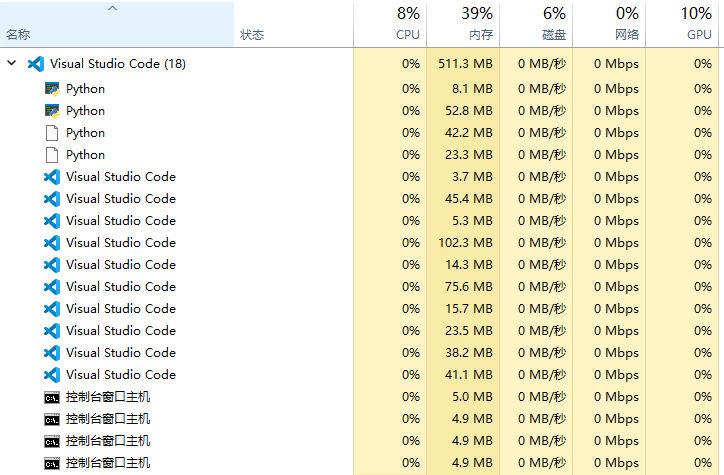 8% 39% 6% 0% 10%
名称 状态 CPU 内存 磁盘 网络 GPU
Visual Studio Code (18) 0% 511.3 MB 0 MB/秒 0 Mbps 0%
Python 0% 8.1 MB 0 MB/秒 0 Mbps 0%
Python 0% 52.8 MB 0 MB/秒 0 Mbps 0%
Python 0% 42.2 MB 0 MB/秒 0 Mbps 0%
Python 0% 23.3 MB 0 MB/秒 0 Mbps 0%
Visual Studio Code 0% 3.7 MB 0 MB/秒 0 Mbps 0%
Visual Studio Code 0% 45.4 MB 0 MB/秒 0 Mbps 0%
Visual Studio Code 0% 5.3 MB 0 MB/秒 0 Mbps 0%
Visual Studio Code 0% 102.3 MB 0 MB/秒 0 Mbps 0%
Visual Studio Code 0% 14.3 MB 0 MB/秒 0 Mbps 0%
Visual Studio Code 0% 75.6 MB 0 MB/秒 0 Mbps 0%
Visual Studio Code 0% 15.7 MB 0 MB/秒 0 Mbps 0%
Visual Studio Code 0% 23.5 MB 0 MB/秒 0 Mbps 0%
Visual Studio Code 0% 38.2 MB 0 MB/秒 0 Mbps 0%
Visual Studio Code 0% 41.1 MB 0 MB/秒 0 Mbps 0%
控制台窗口主机 0% 5.0 MB 0 MB/秒 0 Mbps 0%
控制台窗口主机 0% 4.9 MB 0 MB/秒 0 Mbps 0%
控制台窗口主机 0% 4.9 MB 0 MB/秒 0 Mbps 0%
控制台窗口主机 0% 4.9 MB 0 MB/秒 0 Mbps 0%